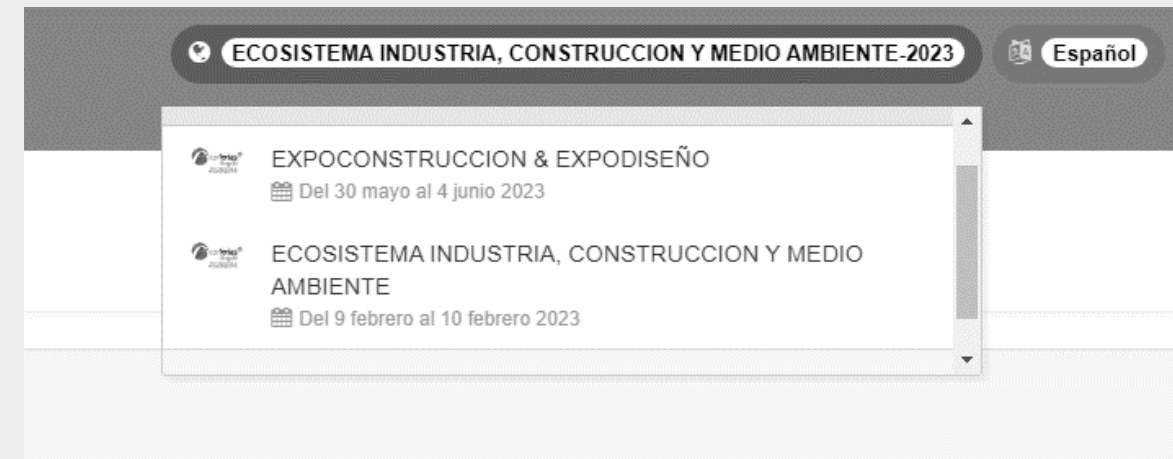 ECOSISTEMA INDUSTRIA, CONSTRUCCION Y MEDIO AMBIENTE-2023
Español
EXPOCONSTRUCCION & EXPODISEÑO
Del 30 mayo al 4 junio 2023
ECOSISTEMA INDUSTRIA, CONSTRUCCION Y MEDIO
AMBIENTE
Del 9 febrero al 10 febrero 2023